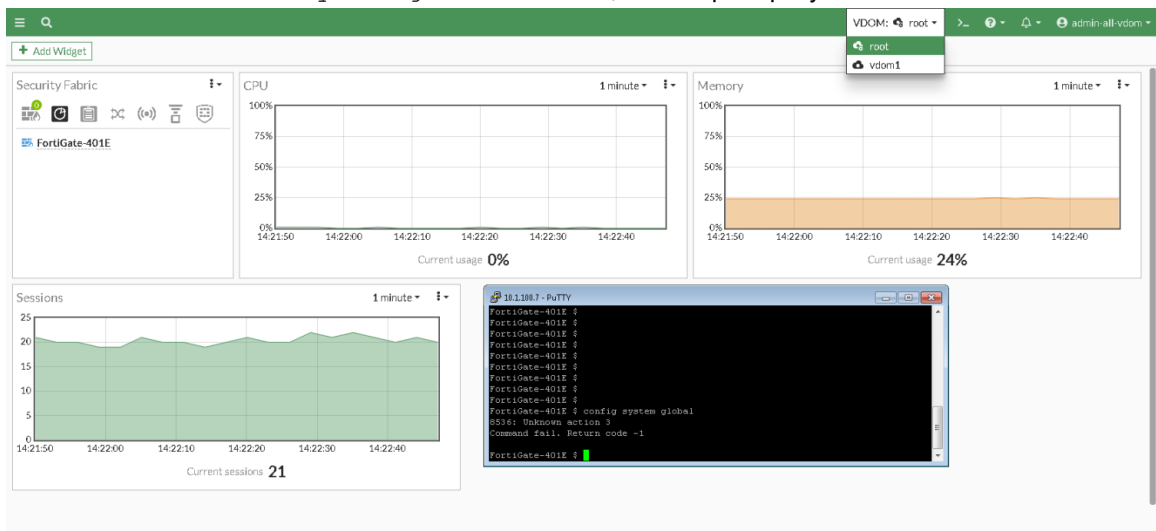 VDOM: root
admin-all-vdom
root
vdom1
+ Add Widget
Security Fabric
FortiGate-401E
CPU
1 minute
100%
75%
50%
25%
0%
14:21:50 14:22:00 14:22:10 14:22:20 14:22:30 14:22:40
Current usage 0%
Memory
1 minute
100%
75%
50%
25%
0%
14:21:50 14:22:00 14:22:10 14:22:20 14:22:30 14:22:40
Current usage 24%
Sessions
1 minute
25
20
15
10
5
0
14:21:50 14:22:00 14:22:10 14:22:20 14:22:30 14:22:40
Current sessions 21
10.1.100.7 - PuTTY
FortiGate-401E $
FortiGate-401E $
FortiGate-401E $
FortiGate-401E $
FortiGate-401E $
FortiGate-401E $
FortiGate-401E $
FortiGate-401E $
FortiGate-401E $
FortiGate-401E $ config system global
8536: Unknown action 3
Command fail. Return code -1
FortiGate-401E $